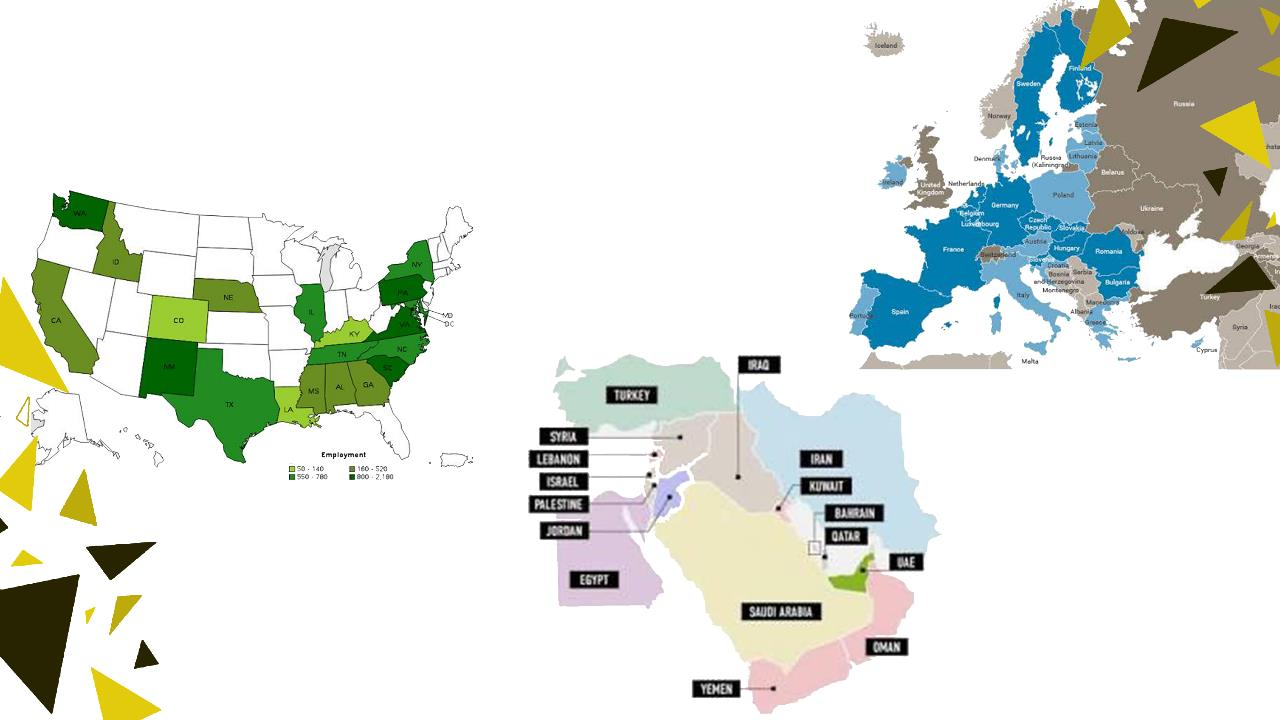 WA
ID
CA
NE
CO
NM
TX
IL
KY
TN
MS
AL
GA
LA
SC
NC
VA
PA
NY
MD
DC
Employment
50 - 140
160 - 520
550 - 780
800 - 2,180
TURKEY
SYRIA
LEBANON
ISRAEL
PALESTINE
JORDAN
EGYPT
IRAQ
IRAN
KUWAIT
BAHRAIN
QATAR
UAE
SAUDI ARABIA
OMAN
YEMEN
Iceland
Finland
Sweden
Norway
Russia
Estonia
Latvia
Lithuania
Denmark
Russia
(Kaliningrad)
Belarus
Ireland
United
Kingdom
Netherlands
Poland
Germany
Belgium
Luxembourg
Czech
Republic
Slovakia
Ukraine
Moldova
France
Switzerland
Austria
Hungary
Slovenia
Croatia
Romania
Bosnia
and Herzegovina
Serbia
Montenegro
Bulgaria
Italy
Macedonia
Albania
Greece
Portugal
Spain
Malta
Turkey
Georgia
Cyprus
Syria